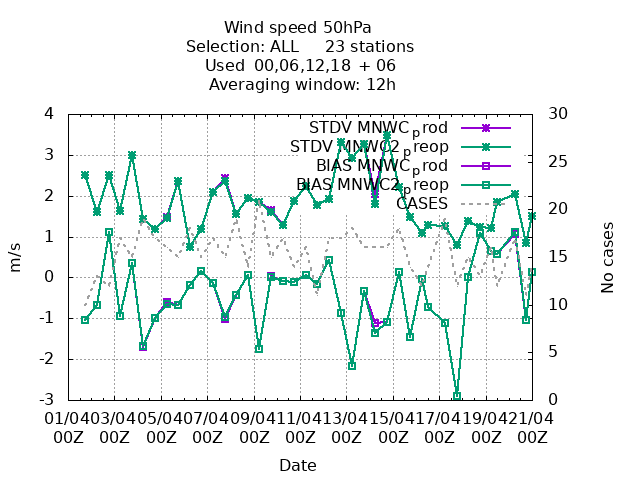 Wind speed 50hPa
Selection: ALL 23 stations
Used 00,06,12,18 + 06
Averaging window: 12h
4
3
2
1
0
-1
-2
-3
m/s
30
25
20
15
10
5
0
No cases
STDV MNWC_prod
STDV MNWC2_preop
BIAS MNWC_prod
BIAS MNWC2_preop
CASES
01/04 03/04 05/04 07/04 09/04 11/04 13/04 15/04 17/04 19/04 21/04
00Z 00Z 00Z 00Z 00Z 00Z 00Z 00Z 00Z 00Z 00Z
Date